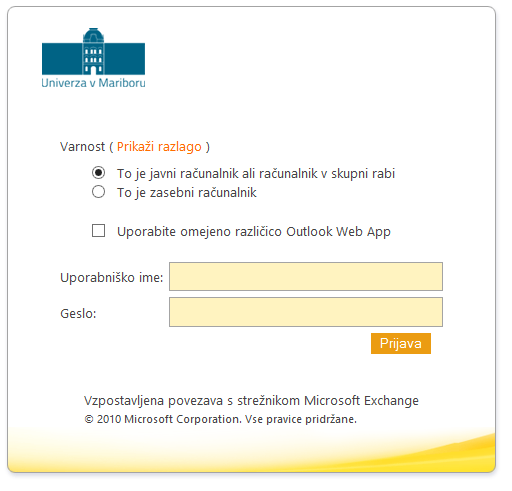 Univerza v Mariboru
Varnost ( Prikaži razlago )
To je javni računalnik ali računalnik v skupni rabi
To je zasebni računalnik
Uporabite omejeno različico Outlook Web App
Uporabniško ime:
Geslo:
Prijava
Vzpostavljena povezava s strežnikom Microsoft Exchange
© 2010 Microsoft Corporation. Vse pravice pridržane.